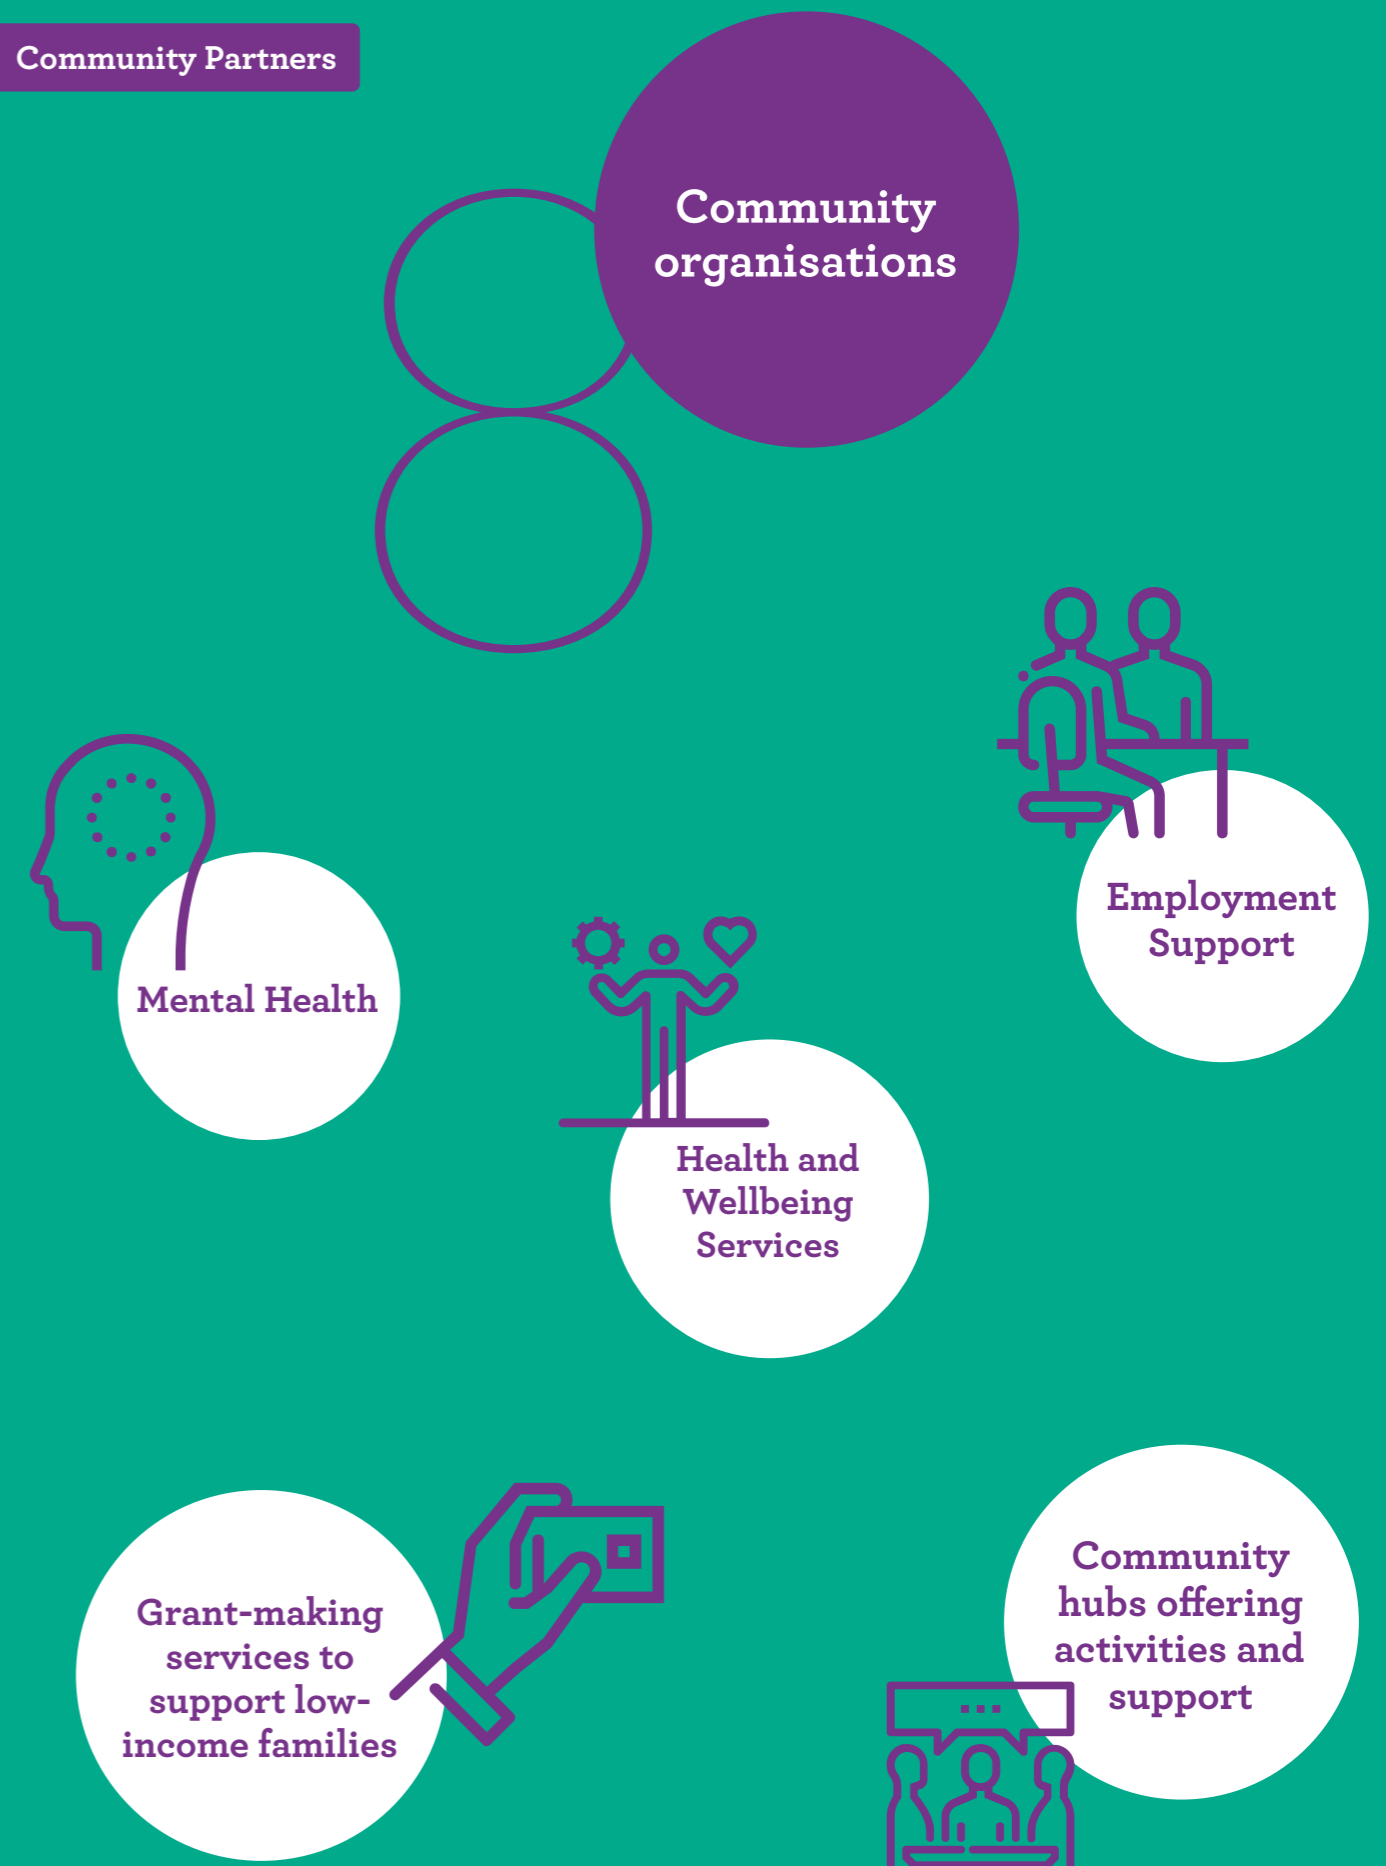 Community Partners
8
Community
organisations
Employment
Support
Mental Health
Health and
Wellbeing
Services
Grant-making
services to
support low-
income families
Community
hubs offering
activities and
support